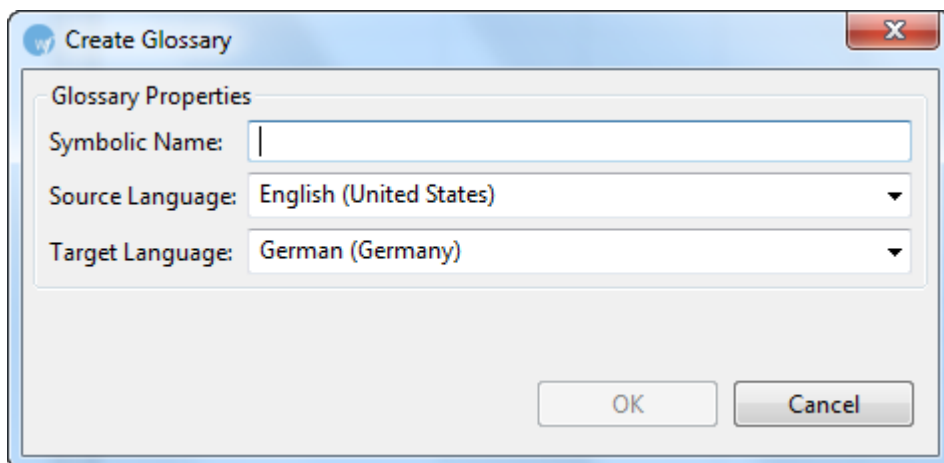 Create Glossary
Glossary Properties
Symbolic Name:
Source Language: English (United States)
Target Language: German (Germany)
OK Cancel